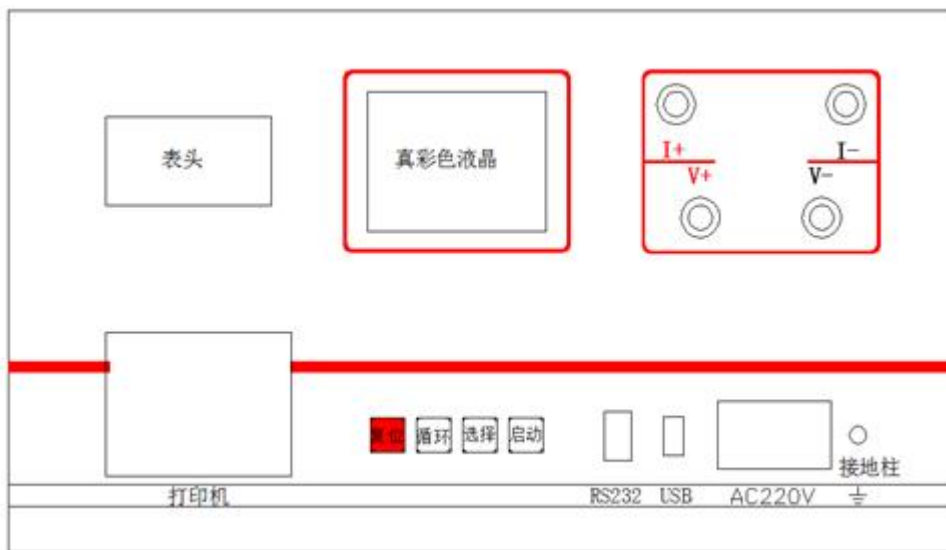 表头
真彩色液晶
I+
I-
V+
V-
复位 循环 选择 启动
接地柱
打印机 RS232 USB AC220V